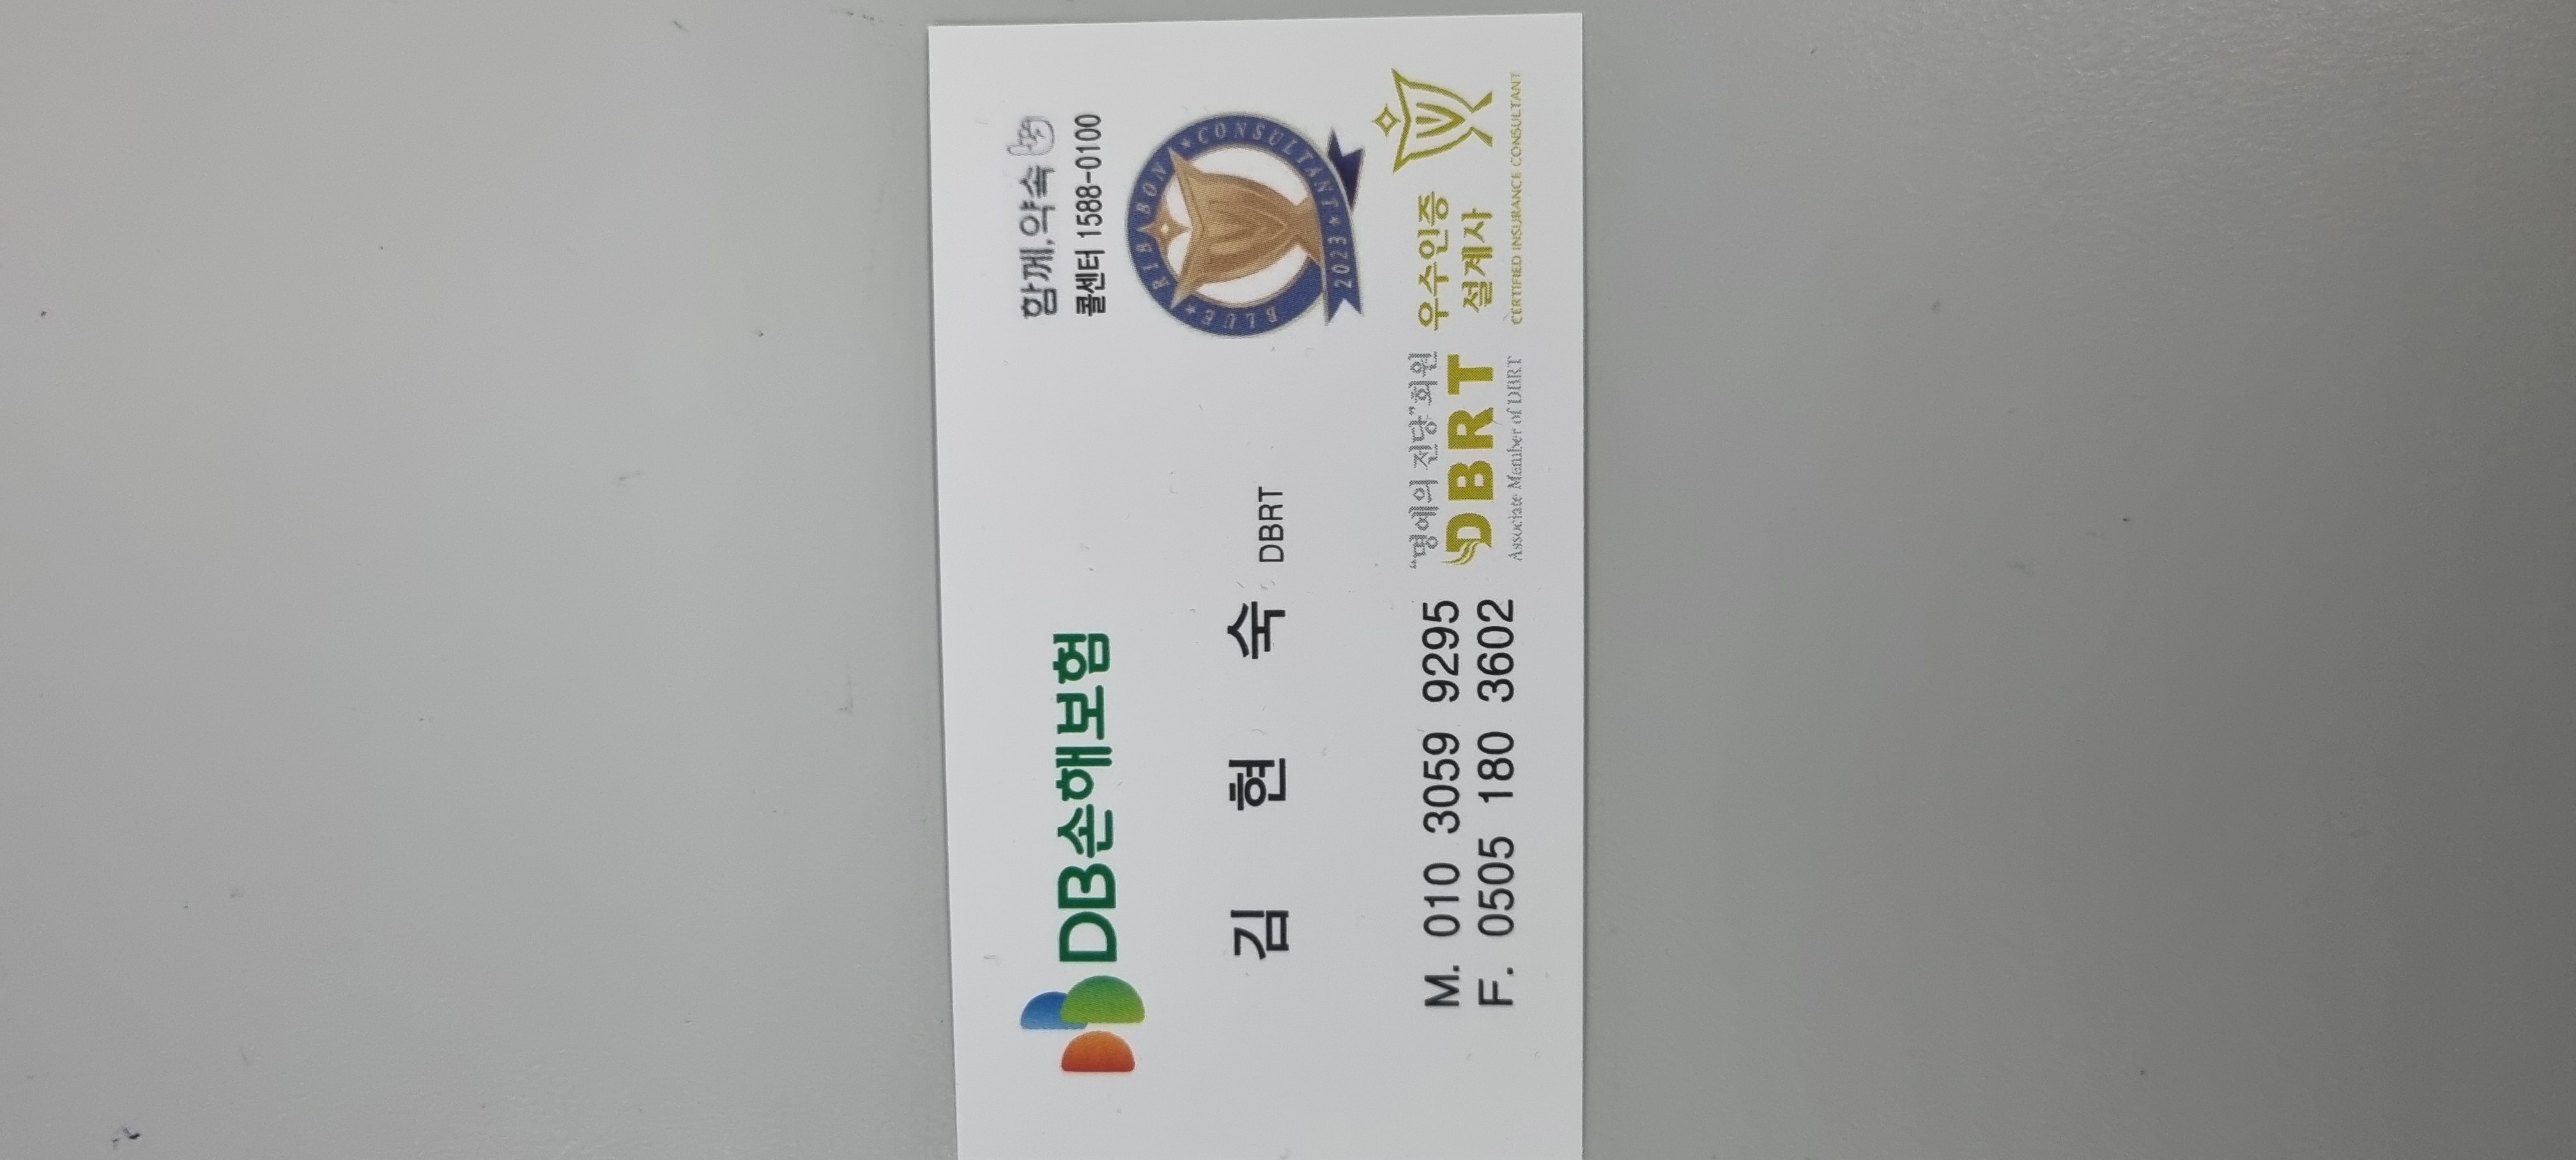 DB손해보험
함께,약속
콜센터 1588-0100
★ BLUE ★ RIBBON ★ CONSULTANT ★
2023
김 현 숙 DBRT
M. 010 3059 9295
F. 0505 180 3602
“명예의 전당”회원
DBRT
Associate Member of DBRT
우수인증
설계사
CERTIFIED INSURANCE CONSULTANT